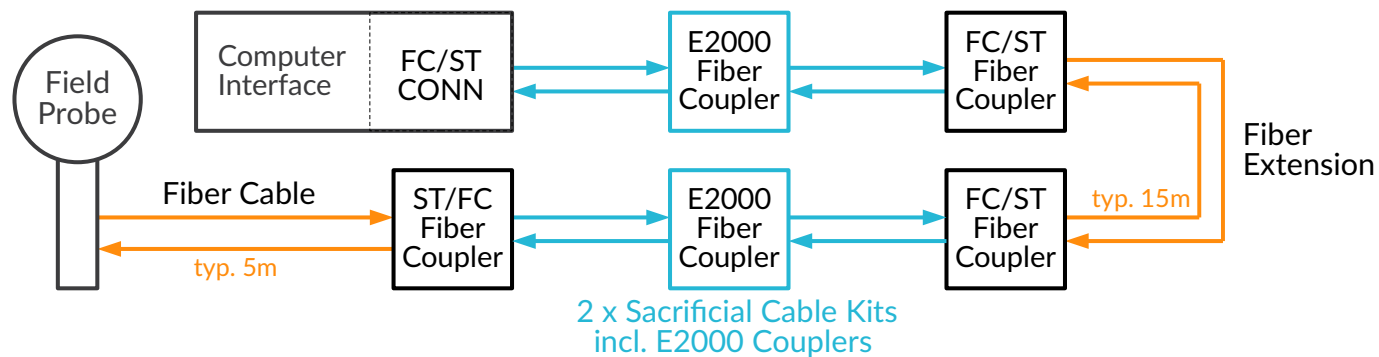 Field
Probe
Computer
Interface
FC/ST
CONN
E2000
Fiber
Coupler
FC/ST
Fiber
Coupler
Fiber
Extension
Fiber Cable
typ. 5m
ST/FC
Fiber
Coupler
E2000
Fiber
Coupler
FC/ST
Fiber
Coupler
typ. 15m
2 x Sacrificial Cable Kits
incl. E2000 Couplers